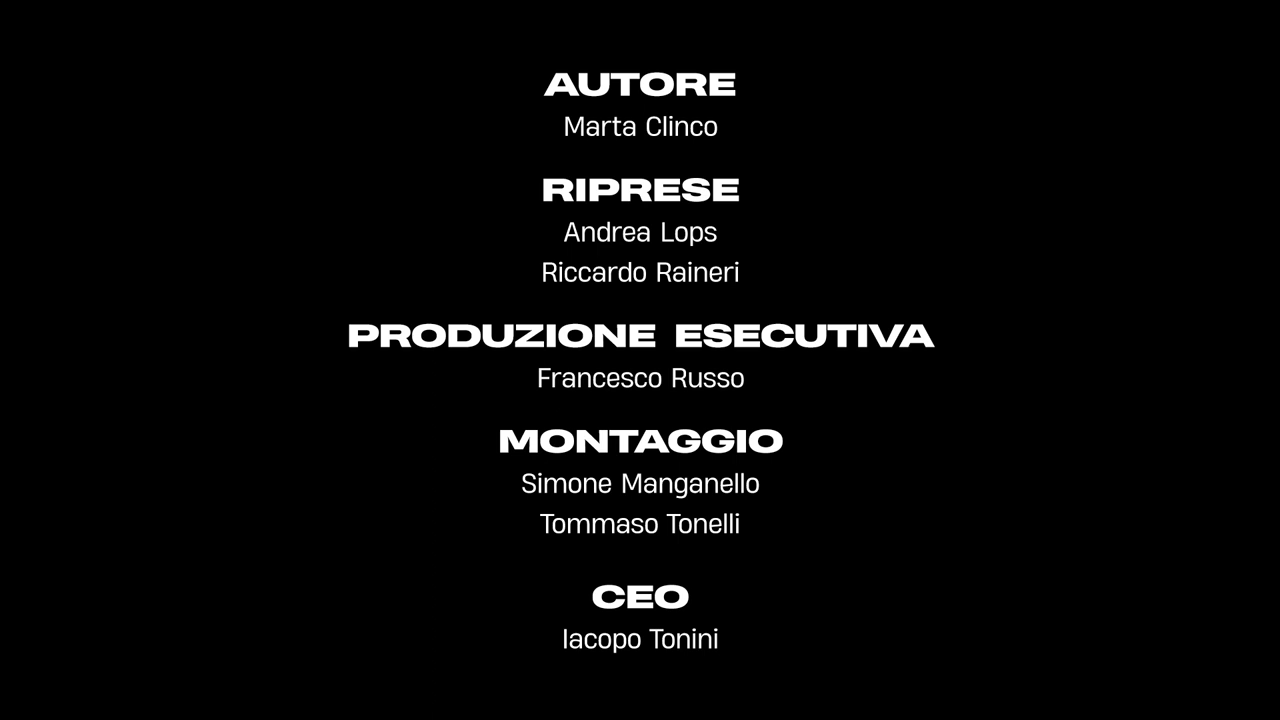 AUTORE
Marta Clinco
RIPRESE
Andrea Lops
Riccardo Raineri
PRODUZIONE ESECUTIVA
Francesco Russo
MONTAGGIO
Simone Manganello
Tommaso Tonelli
CEO
Iacopo Tonini